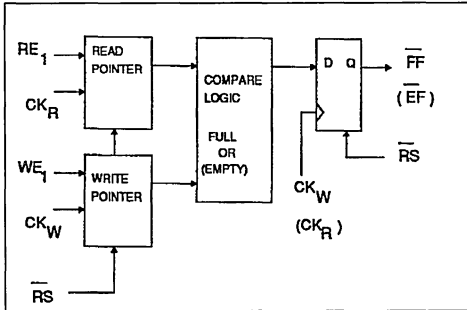 RE1
READ
POINTER
CKR
WE1
WRITE
POINTER
CKW
RS
COMPARE
LOGIC
FULL
OR
(EMPTY)
D Q
FF
(EF)
RS
CKW
(CKR)